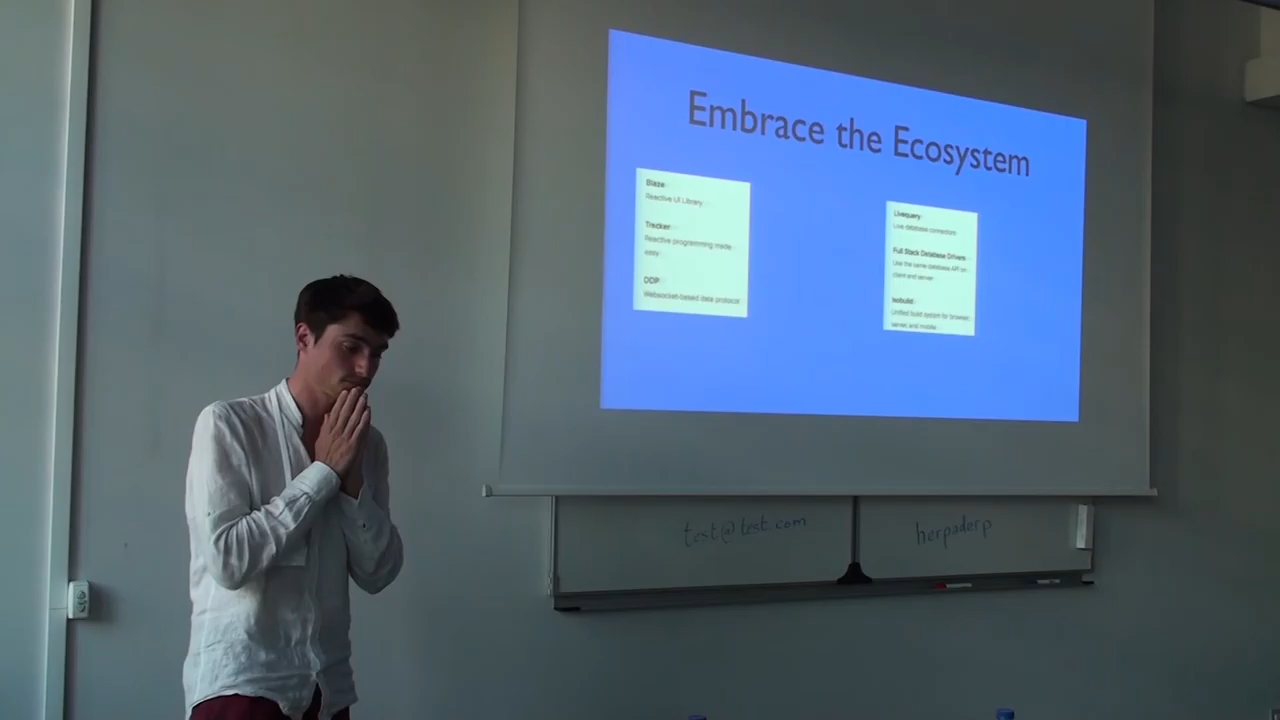 Embrace the Ecosystem
Blaze
Reactive UI Library
Tracker
Reactive programming made
easy
DDP
Websocket-based data protocol
Livequery
Live database connectors
Full Stack Database Drivers
Use the same database API on
client and server
Isobuild
Unified build system for browser,
server and mobile
test@test.com
herpaderp